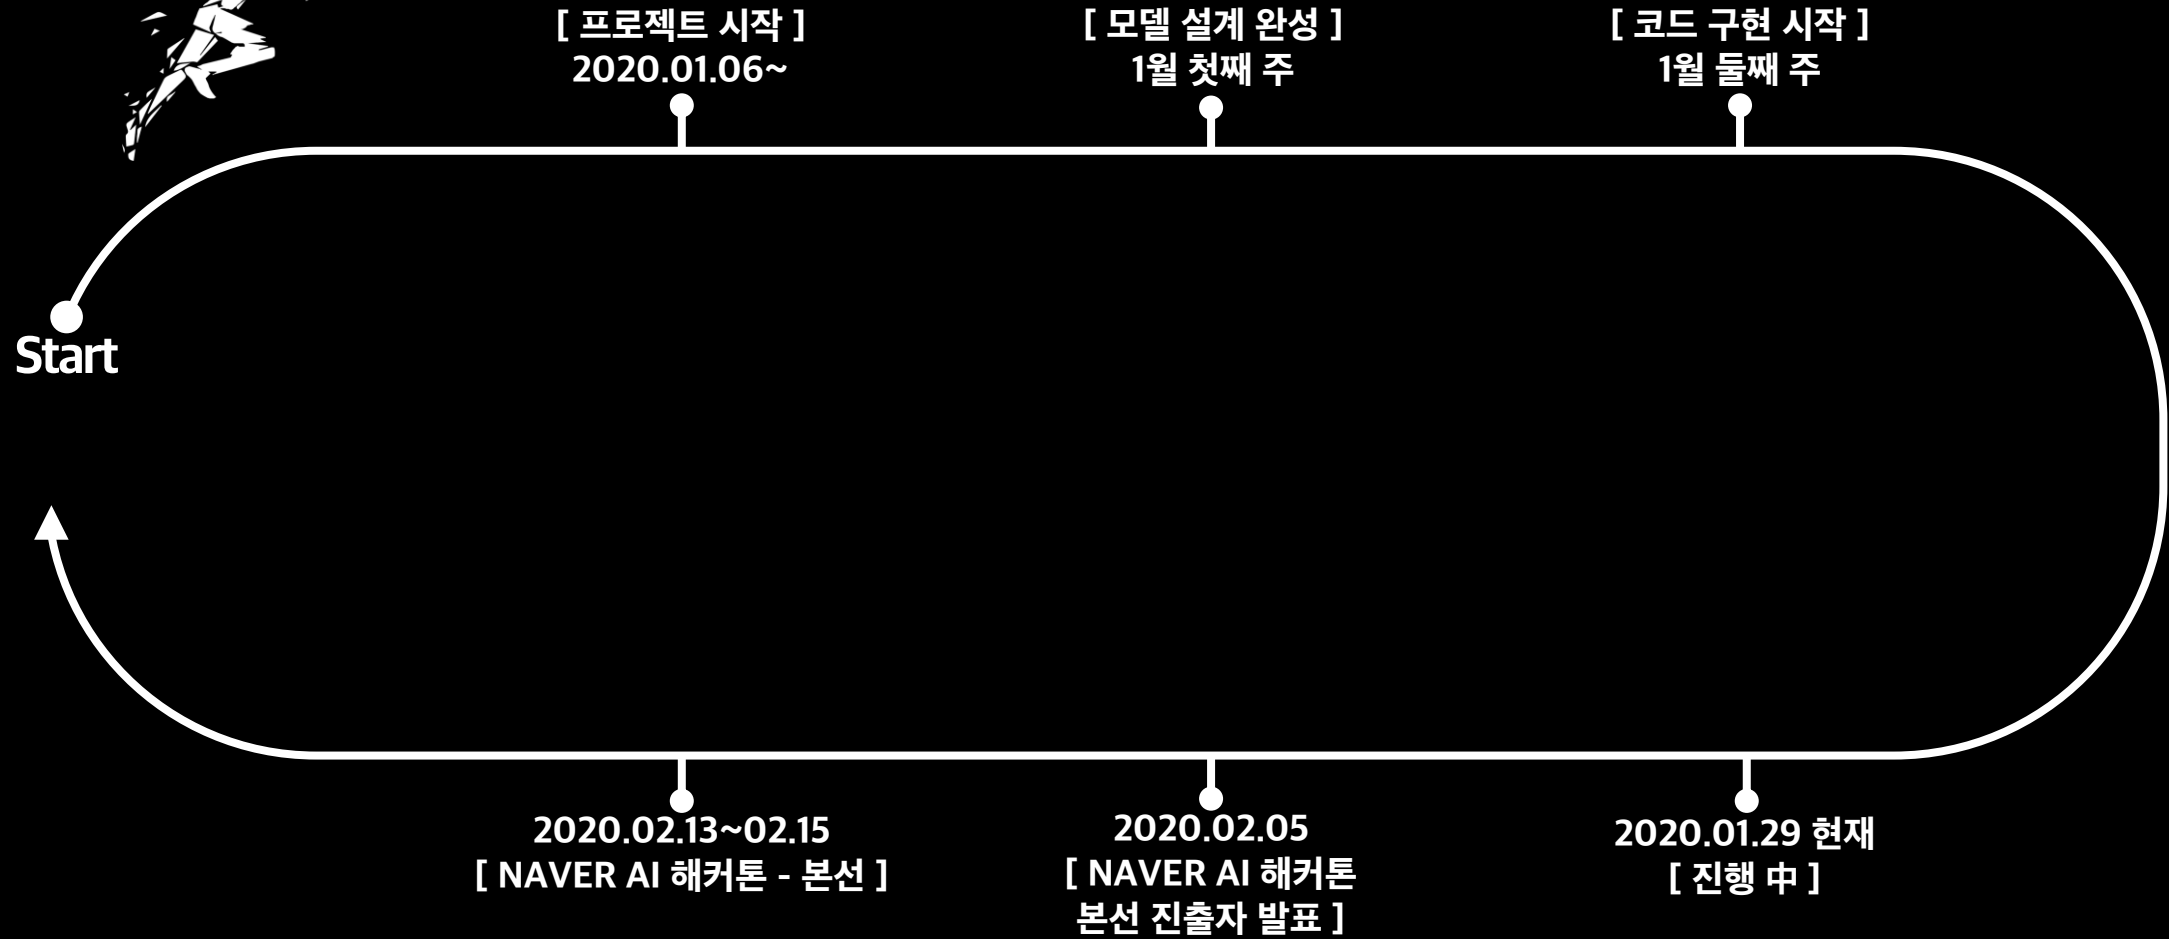 [ 프로젝트 시작 ]
2020.01.06~
[ 모델 설계 완성 ]
1월 첫째 주
[ 코드 구현 시작 ]
1월 둘째 주
Start
2020.02.13~02.15
[ NAVER AI 해커톤 - 본선 ]
2020.02.05
[ NAVER AI 해커톤
본선 진출자 발표 ]
2020.01.29 현재
[ 진행 中 ]